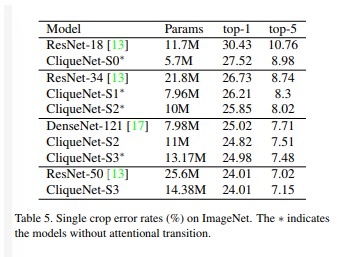 Model Params top-1 top-5
ResNet-18 [13] 11.7M 30.43 10.76
CliqueNet-S0* 5.7M 27.52 8.98
ResNet-34 [13] 21.8M 26.73 8.74
CliqueNet-S1* 7.96M 26.21 8.3
CliqueNet-S2* 10M 25.85 8.02
DenseNet-121 [17] 7.98M 25.02 7.71
CliqueNet-S2 11M 24.82 7.51
CliqueNet-S3* 13.17M 24.98 7.48
ResNet-50 [13] 25.6M 24.01 7.02
CliqueNet-S3 14.38M 24.01 7.15
Table 5. Single crop error rates (%) on ImageNet. The * indicates
the models without attentional transition.